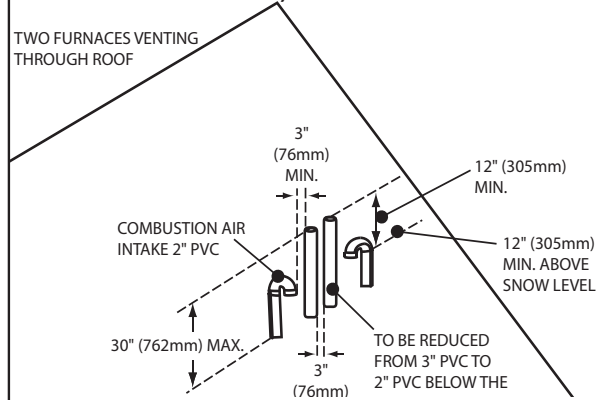 TWO FURNACES VENTING
THROUGH ROOF
3"
(76mm)
MIN.
12" (305mm)
MIN.
COMBUSTION AIR
INTAKE 2" PVC
12" (305mm)
MIN. ABOVE
SNOW LEVEL
30" (762mm) MAX.
3"
(76mm)
TO BE REDUCED
FROM 3" PVC TO
2" PVC BELOW THE